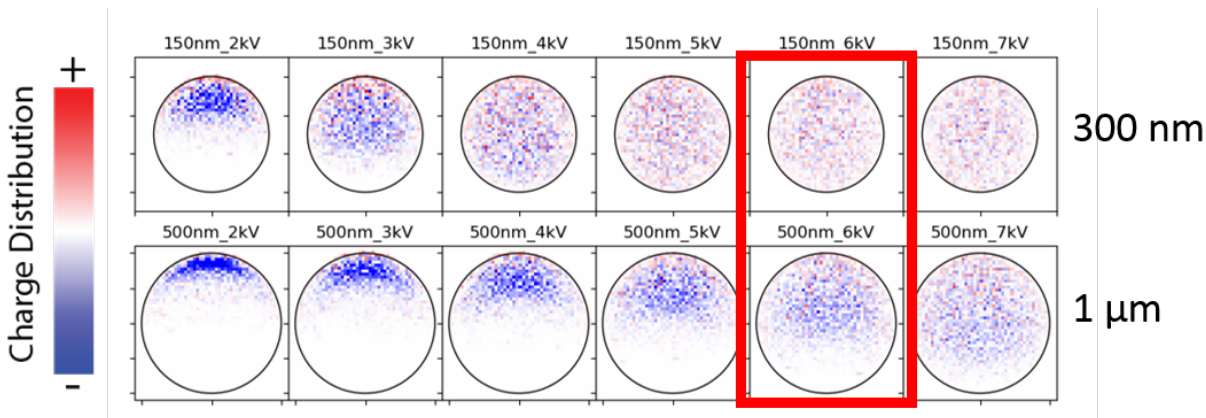 +
Charge Distribution
-
150nm_2kV 150nm_3kV 150nm_4kV 150nm_5kV 150nm_6kV 150nm_7kV
300 nm
500nm_2kV 500nm_3kV 500nm_4kV 500nm_5kV 500nm_6kV 500nm_7kV
1 μm